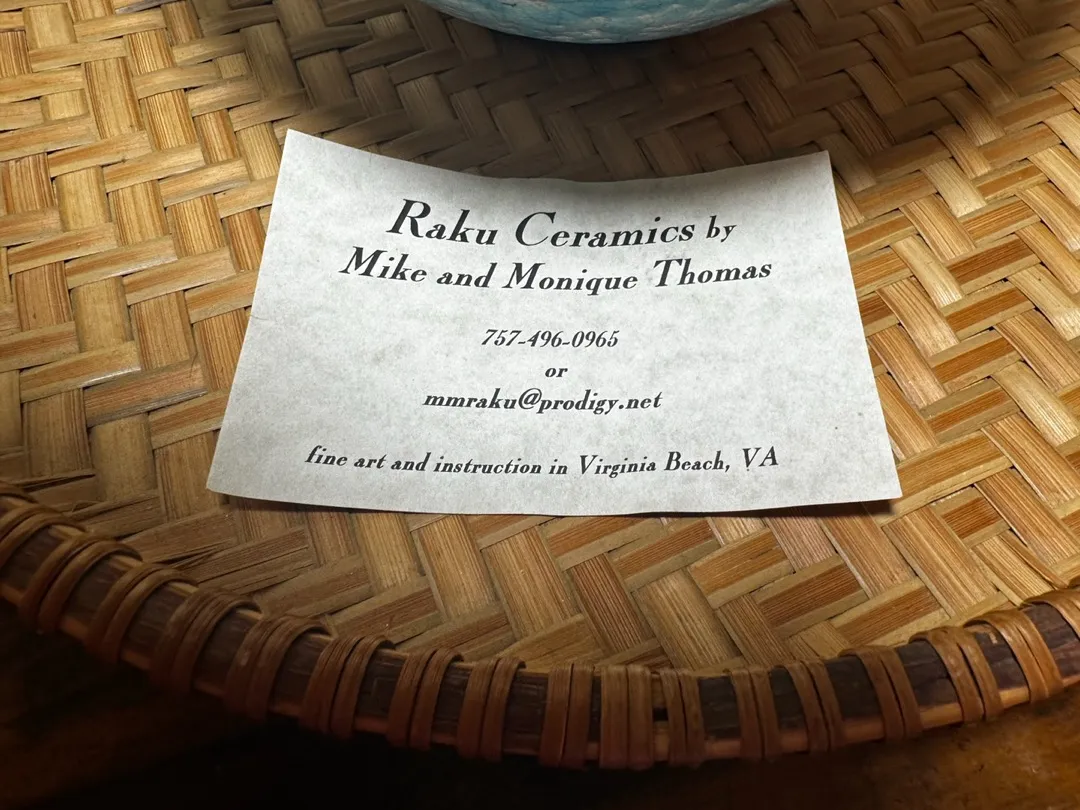 Raku Ceramics by
Mike and Monique Thomas
757-496-0965
or
mmraku@prodigy.net
fine art and instruction in Virginia Beach, VA